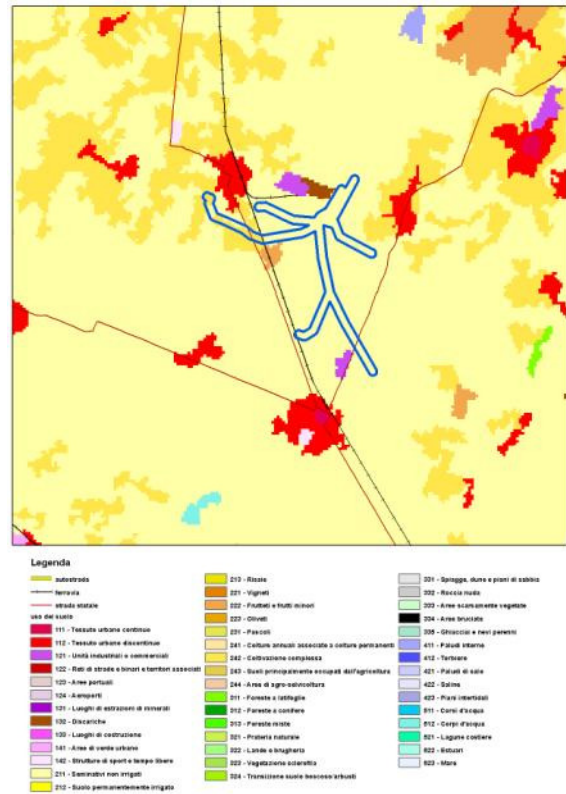 Legenda
autostrada
ferrovia
strada statale
uso del suolo
111 - Tessuto urbano continuo
112 - Tessuto urbano discontinuo
121 - Unità industriali o commerciali
122 - Reti di strade e binari e territori associati
123 - Aree portuali
124 - Aeroporti
131 - Luoghi di estrazioni di minerali
132 - Discariche
133 - Luoghi di costruzione
141 - Aree di verde urbano
142 - Strutture di sport e tempo libero
211 - Seminativi non irrigati
212 - Suolo permanentemente irrigato
213 - Risaie
221 - Vigneti
222 - Frutteti e frutti minori
223 - Oliveti
231 - Pascoli
241 - Colture annuali associate a colture permanenti
242 - Coltivazione complessa
243 - Suoli principalmente occupati dall'agricoltura
244 - Aree di agro-selvicoltura
311 - Foreste a latifoglie
312 - Foreste a conifere
313 - Foreste miste
321 - Praterie naturali
322 - Lande e brughiera
323 - Vegetazione sclerofila
324 - Transizione suolo boscoso/arbusti
331 - Spiagge, dune e piani di sabbia
332 - Roccia nuda
333 - Aree scarsamente vegetate
334 - Aree bruciate
335 - Ghiacciai e nevi perenni
411 - Paludi interne
412 - Torbiere
421 - Paludi di sale
422 - Saline
423 - Piani intertidali
511 - Corsi d'acqua
512 - Corpi d'acqua
521 - Lagune costiere
522 - Estuari
523 - Mare